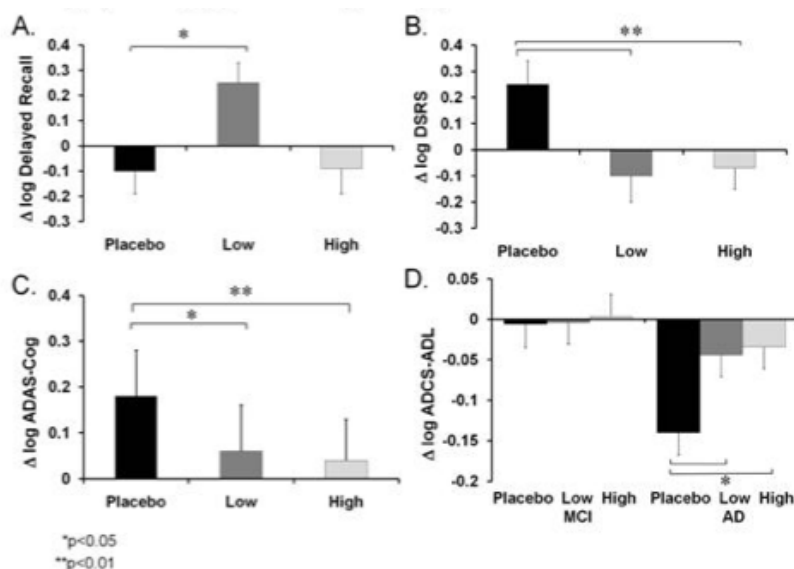 A.
*
Δ log Delayed Recall
0.4
0.3
0.2
0.1
0
-0.1
-0.2
-0.3
Placebo Low High
B.
**
Δ log DSRS
0.4
0.3
0.2
0.1
0
-0.1
-0.2
-0.3
Placebo Low High
C.
**
*
Δ log ADAS-Cog
0.4
0.3
0.2
0.1
0
Placebo Low High
D.
Δ log ADCS-ADL
0.05
0
-0.05
-0.1
-0.15
-0.2
*
Placebo Low High Placebo Low High
MCI AD
*p<0.05
**p<0.01